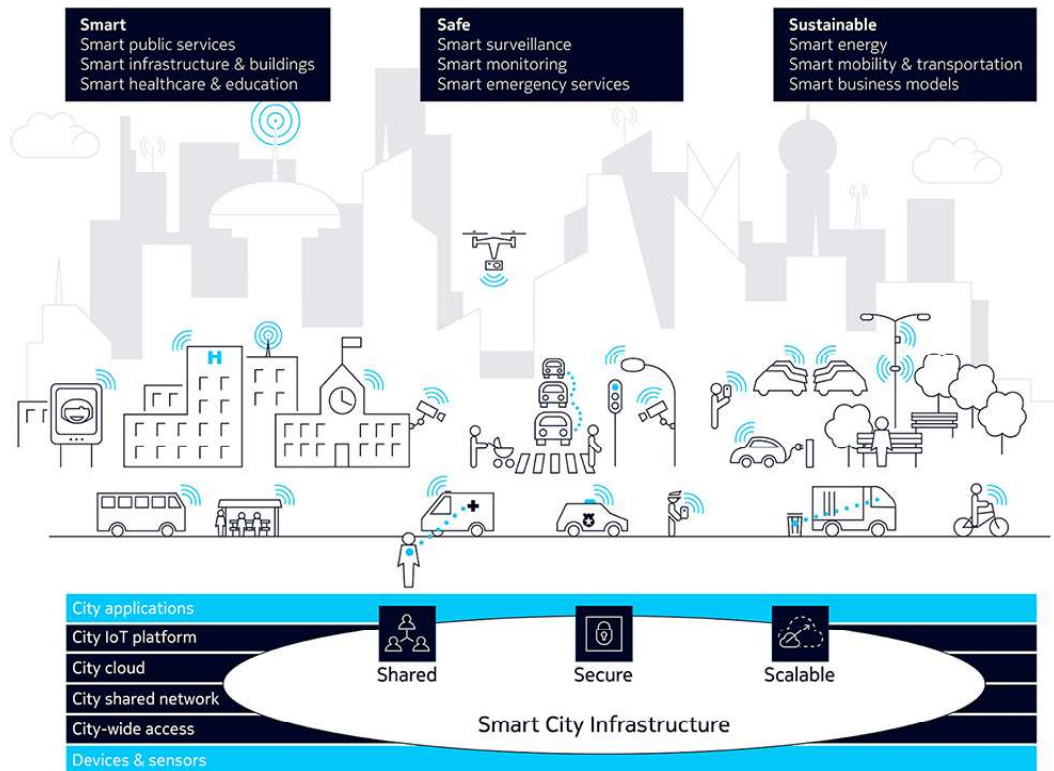 Smart
Smart public services
Smart infrastructure & buildings
Smart healthcare & education
Safe
Smart surveillance
Smart monitoring
Smart emergency services
Sustainable
Smart energy
Smart mobility & transportation
Smart business models
H
City applications
City IoT platform
City cloud
City shared network
City-wide access
Devices & sensors
Shared
Secure
Scalable
Smart City Infrastructure